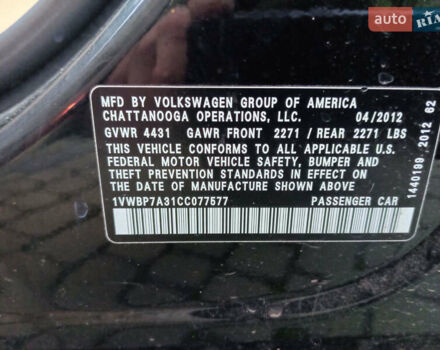 AUTO
RIA
MFD BY VOLKSWAGEN GROUP OF AMERICA
CHATTANOOGA OPERATIONS, LLC. 04/2012
GVWR 4431 GAWR FRONT 2271 / REAR 2271 LBS
THIS VEHICLE CONFORMS TO ALL APPLICABLE U.S.
FEDERAL MOTOR VEHICLE SAFETY, BUMPER AND
THEFT PREVENTION STANDARDS IN EFFECT ON THE
DATE OF MANUFACTURE SHOWN ABOVE.
1VWBP7A31CC077577 PASSENGER CAR
1440199 2012 62